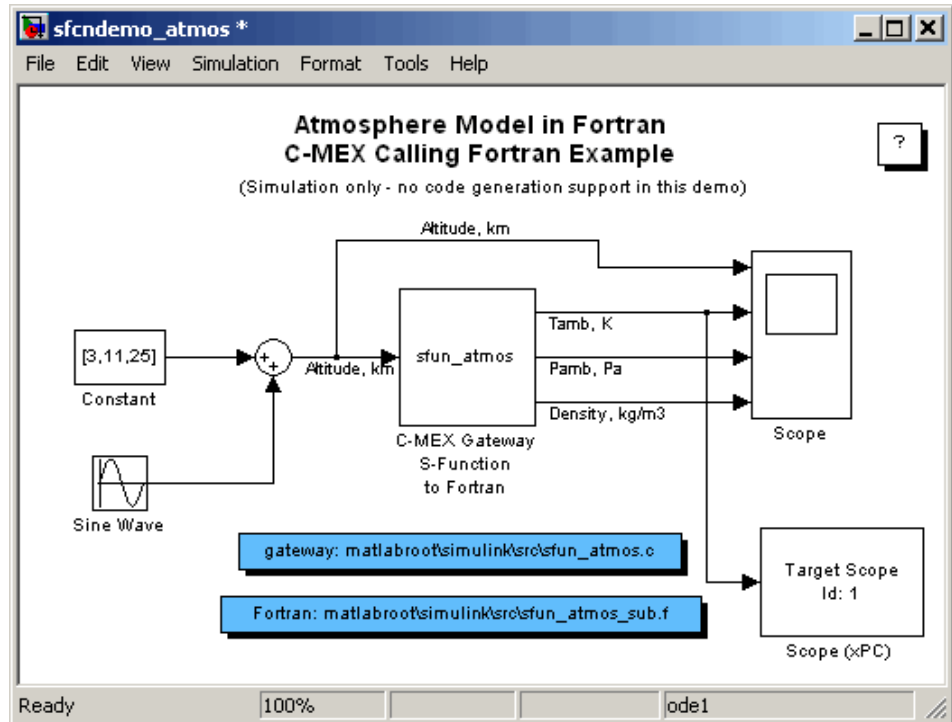 sfcndemo_atmos *
File Edit View Simulation Format Tools Help
Atmosphere Model in Fortran
C-MEX Calling Fortran Example
(Simulation only - no code generation support in this demo)
?
Altitude, km
[3,11,25]
Constant
+
+
Altitude, km
sfun_atmos
C-MEX Gateway
S-Function
to Fortran
Tamb, K
Pamb, Pa
Density, kg/m3
Scope
Sine Wave
gateway: matlabroot\simulink\src\sfun_atmos.c
Fortran: matlabroot\simulink\src\sfun_atmos_sub.f
Target Scope
Id: 1
Scope (xPC)
Ready 100% ode1